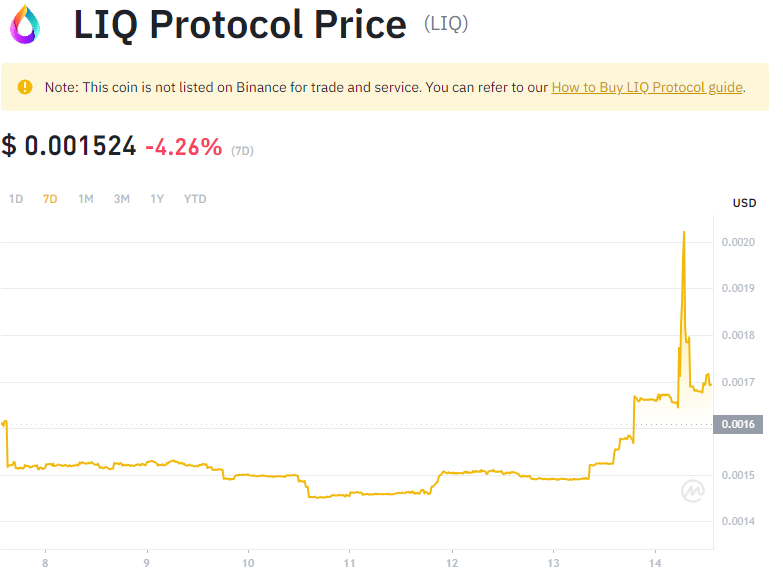 LIQ Protocol Price (LIQ)
Note: This coin is not listed on Binance for trade and service. You can refer to our How to Buy LIQ Protocol guide.
$ 0.001524 -4.26% (7D)
1D 7D 1M 3M 1Y YTD
USD
0.0020
0.0019
0.0018
0.0017
0.0016
0.0015
0.0014
8 9 10 11 12 13 14